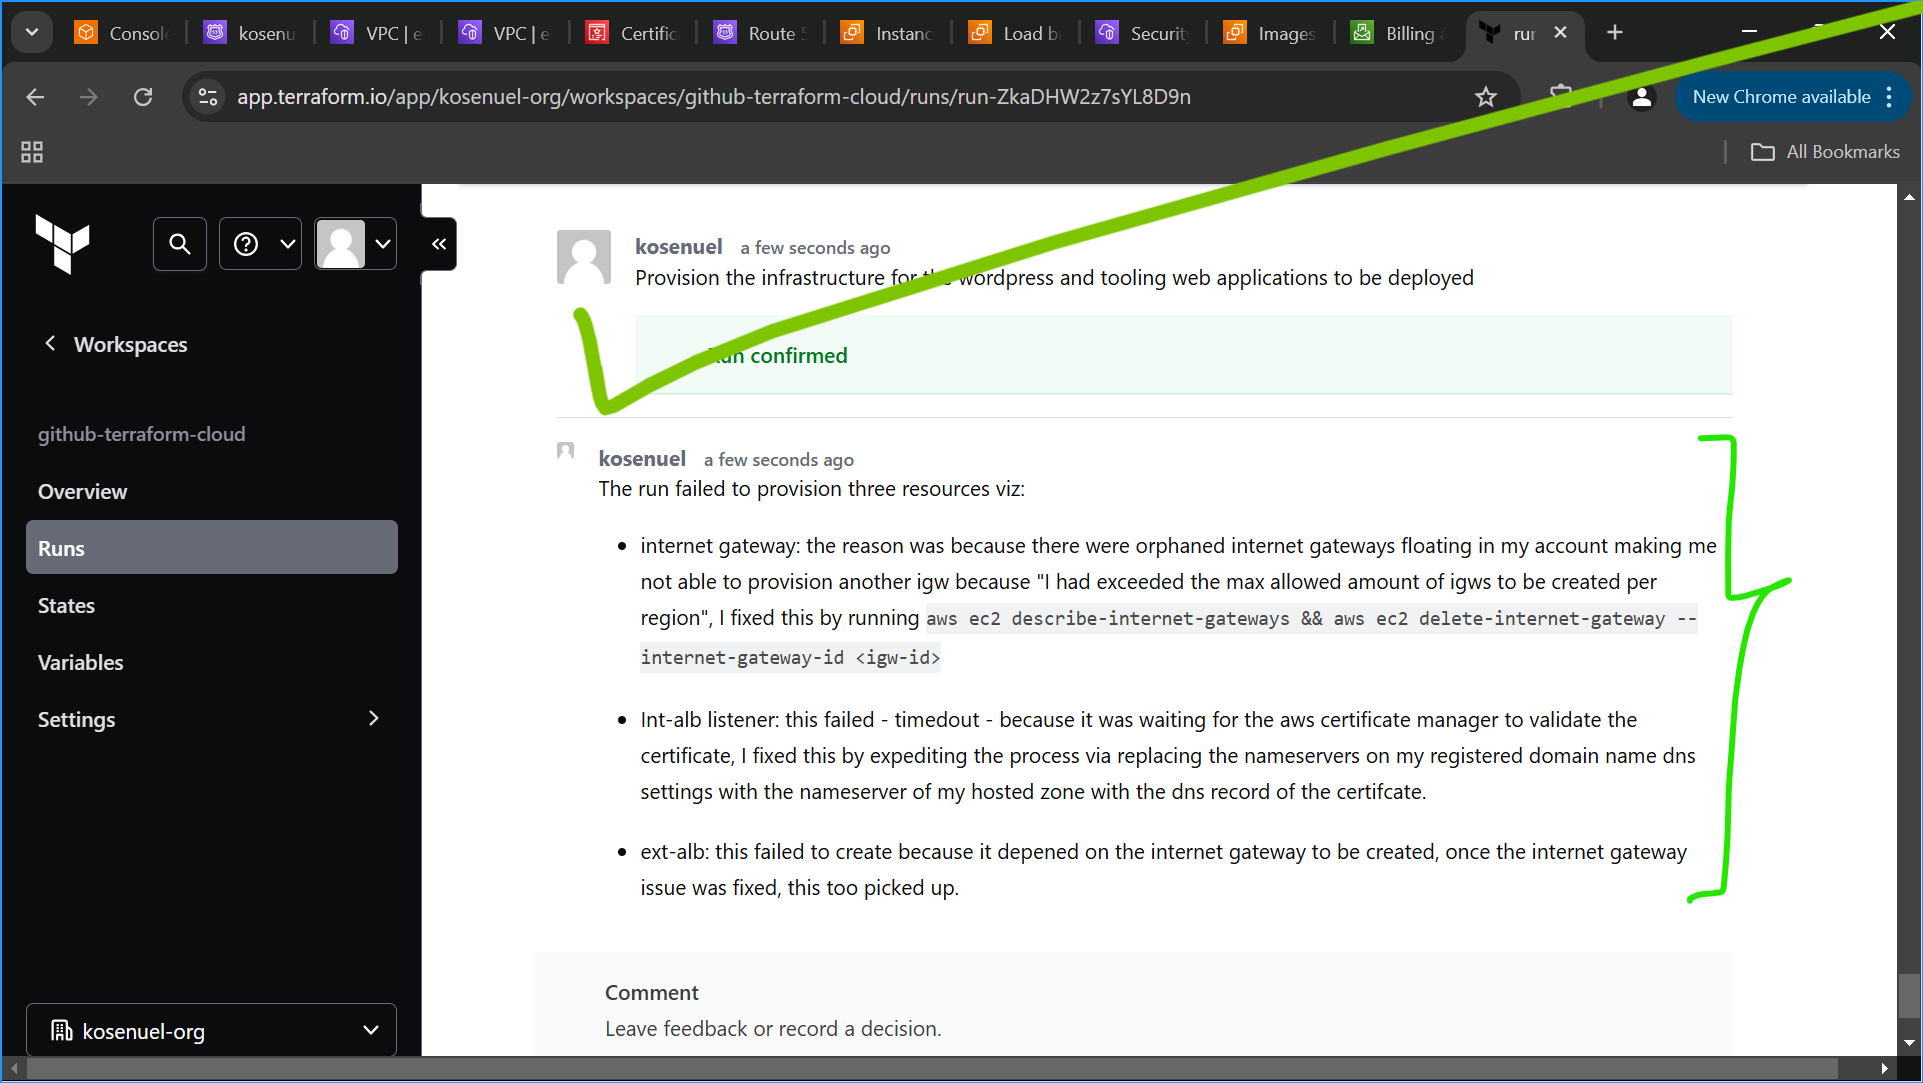 Console
kosenu
VPC | e
VPC | e
Certific
Route 5
Instanc
Load b
Security
Images
Billing a
run
app.terraform.io/app/kosenuel-org/workspaces/github-terraform-cloud/runs/run-ZkaDHW2z7sYL8D9n
New Chrome available
All Bookmarks
Workspaces
github-terraform-cloud
Overview
Runs
States
Variables
Settings
kosenuel-org
kosenuel a few seconds ago
Provision the infrastructure for the wordpress and tooling web applications to be deployed
Run confirmed
kosenuel a few seconds ago
The run failed to provision three resources viz:
• internet gateway: the reason was because there were orphaned internet gateways floating in my account making me
not able to provision another igw because "I had exceeded the max allowed amount of igws to be created per
region", I fixed this by running aws ec2 describe-internet-gateways && aws ec2 delete-internet-gateway --
internet-gateway-id <igw-id>
• Int-alb listener: this failed - timedout - because it was waiting for the aws certificate manager to validate the
certificate, I fixed this by expediting the process via replacing the nameservers on my registered domain name dns
settings with the nameserver of my hosted zone with the dns record of the certifcate.
• ext-alb: this failed to create because it depened on the internet gateway to be created, once the internet gateway
issue was fixed, this too picked up.
Comment
Leave feedback or record a decision.